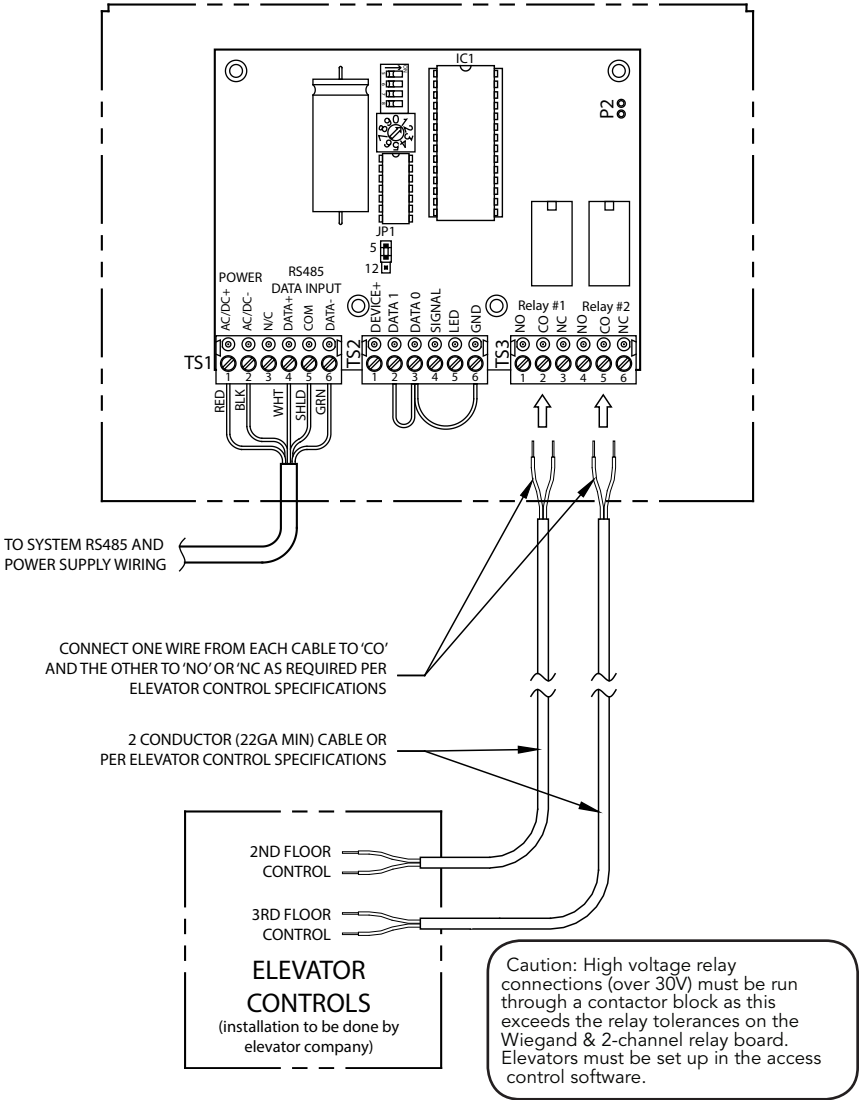 IC1
P2
JP1
5
12
POWER
RS485
DATA INPUT
AC/DC+
AC/DC-
N/C
DATA+
COM
DATA-
DEVICE+
DATA 1
DATA 0
SIGNAL
LED
GND
Relay #1
Relay #2
NO
CO
NC
NO
CO
NC
TS1
TS2
TS3
1 2 3 4 5 6
1 2 3 4 5 6
1 2 3 4 5 6
RED
BLK
WHT
SHLD
GRN
TO SYSTEM RS485 AND
POWER SUPPLY WIRING
CONNECT ONE WIRE FROM EACH CABLE TO 'CO'
AND THE OTHER TO 'NO' OR 'NC AS REQUIRED PER
ELEVATOR CONTROL SPECIFICATIONS
2 CONDUCTOR (22GA MIN) CABLE OR
PER ELEVATOR CONTROL SPECIFICATIONS
2ND FLOOR
CONTROL
3RD FLOOR
CONTROL
ELEVATOR
CONTROLS
(installation to be done by
elevator company)
Caution: High voltage relay
connections (over 30V) must be run
through a contactor block as this
exceeds the relay tolerances on the
Wiegand & 2-channel relay board.
Elevators must be set up in the access
control software.